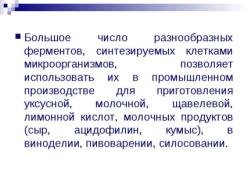 Большое число разнообразных
ферментов, синтезируемых клетками
микроорганизмов, позволяет
использовать их в промышленном
производстве для приготовления
уксусной, молочной, щавелевой,
лимонной кислот, молочных продуктов
(сыр, ацидофилин, кумыс), в
виноделии, пивоварении, силосовании.